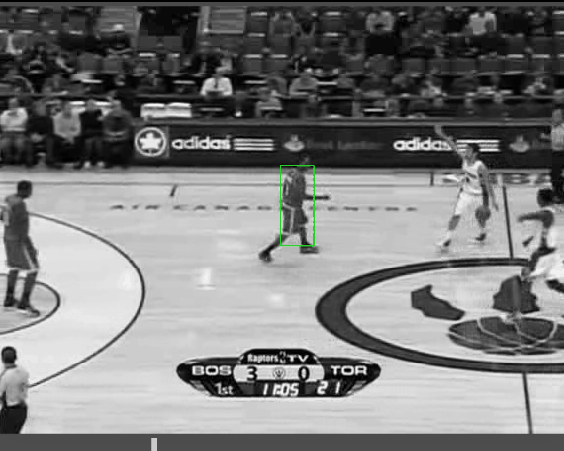 adidas
adidas
AIR CANADA CENTRE
Raptors TV
BOS 3 0 TOR
1st 11:05 21